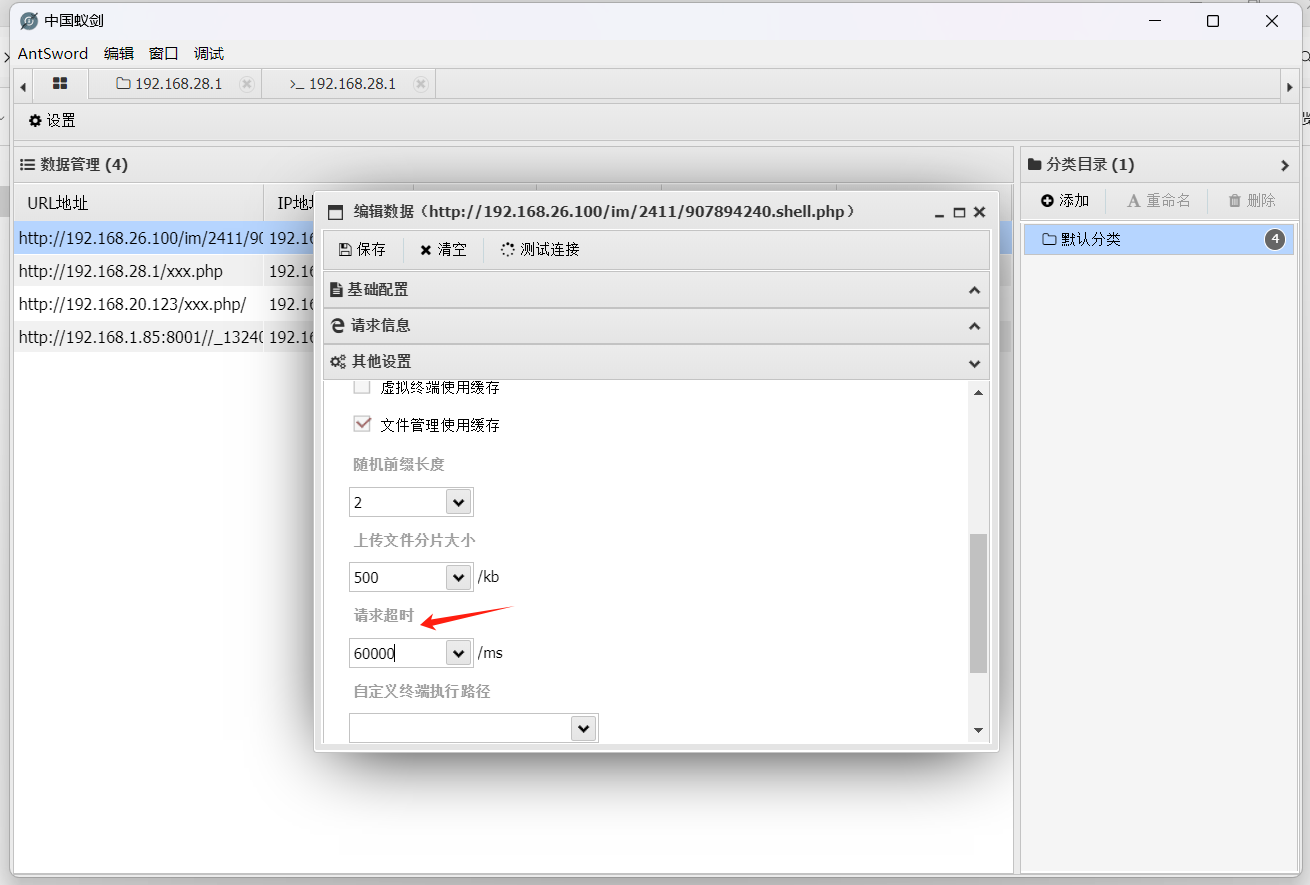 中国蚁剑
AntSword 编辑 窗口 调试
192.168.28.1 >_ 192.168.28.1
设置
数据管理 (4)
URL地址 IP地址
http://192.168.26.100/im/2411/90 192.16
http://192.168.28.1/xxx.php 192.16
http://192.168.20.123/xxx.php/ 192.16
http://192.168.1.85:8001//_13240 192.16
分类目录 (1)
添加 重命名 删除
默认分类 4
编辑数据（http://192.168.26.100/im/2411/907894240.shell.php）
保存 清空 测试连接
基础配置
请求信息
其他设置
虚拟终端使用缓存
文件管理使用缓存
随机前缀长度
2
上传文件分片大小
500 /kb
请求超时
60000 /ms
自定义终端执行路径